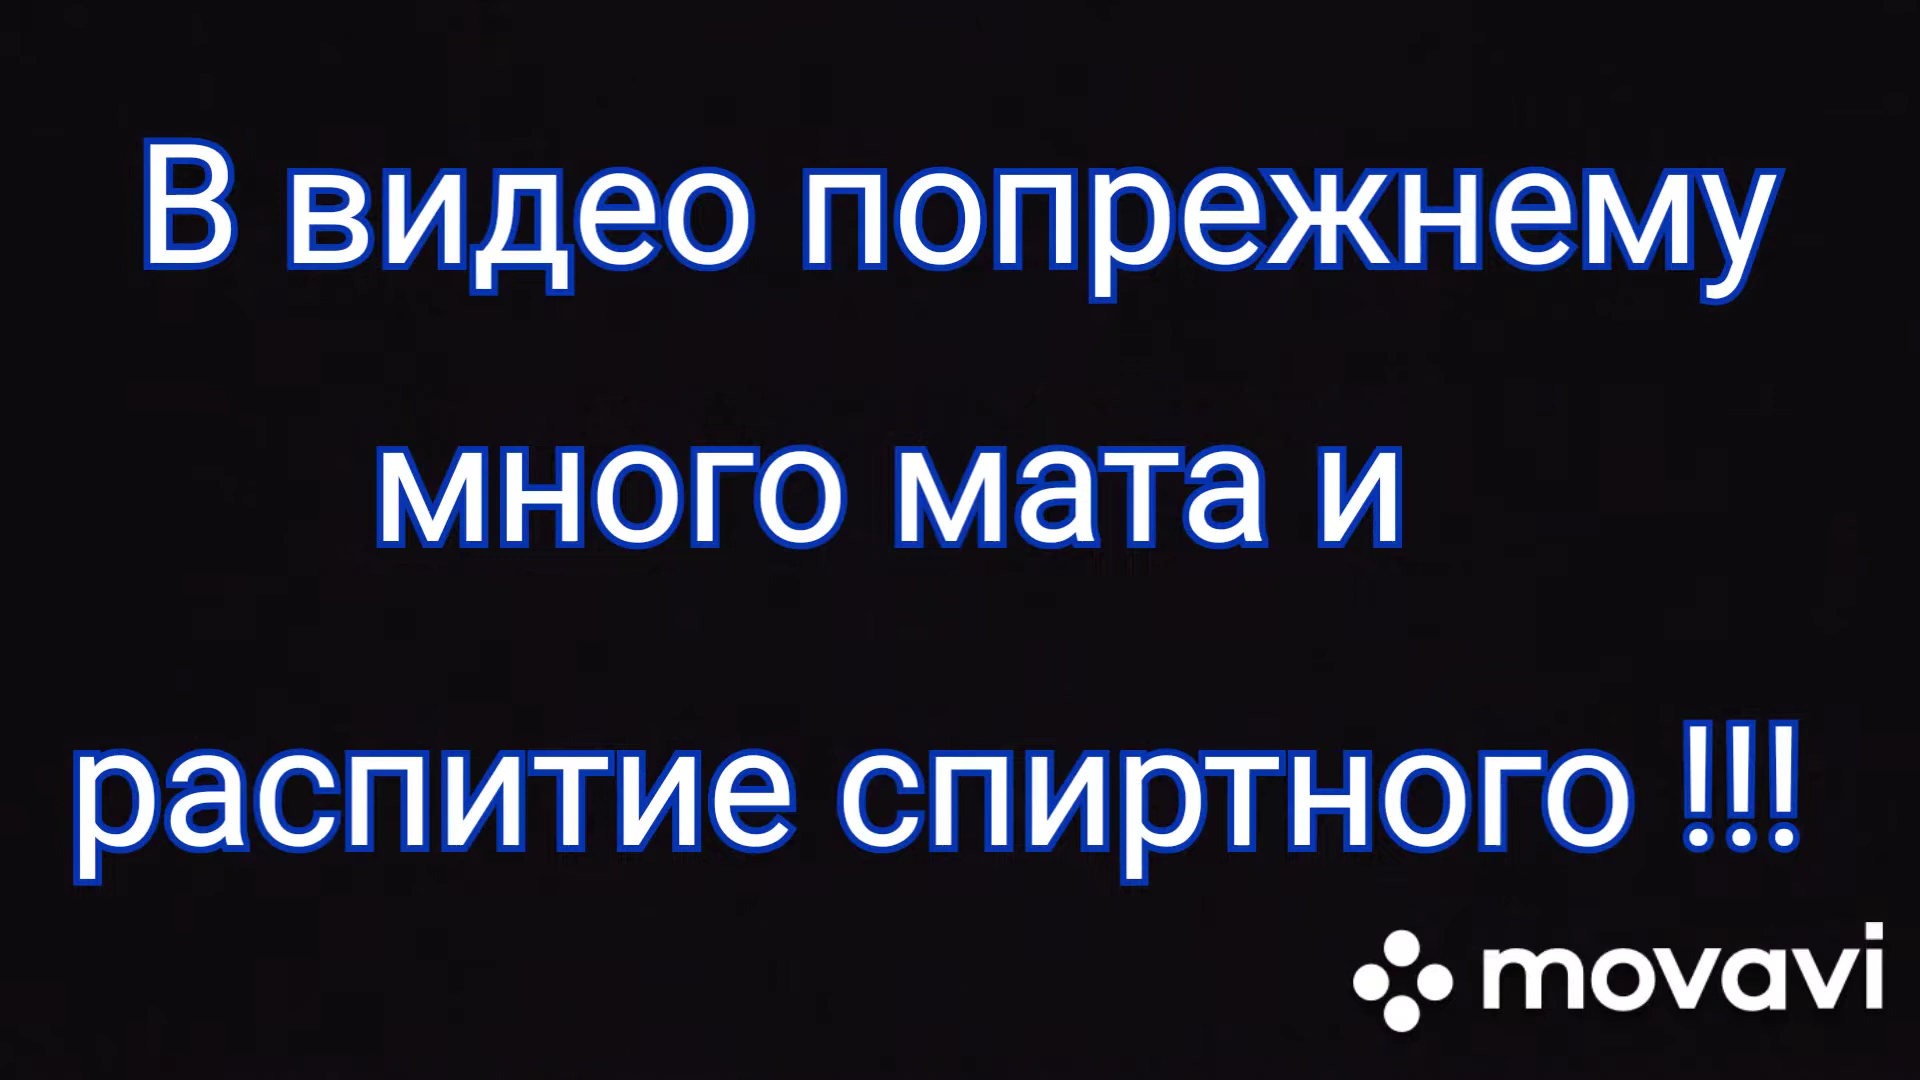 В видео попрежнему
много мата и
распитие спиртного !!!
movavi